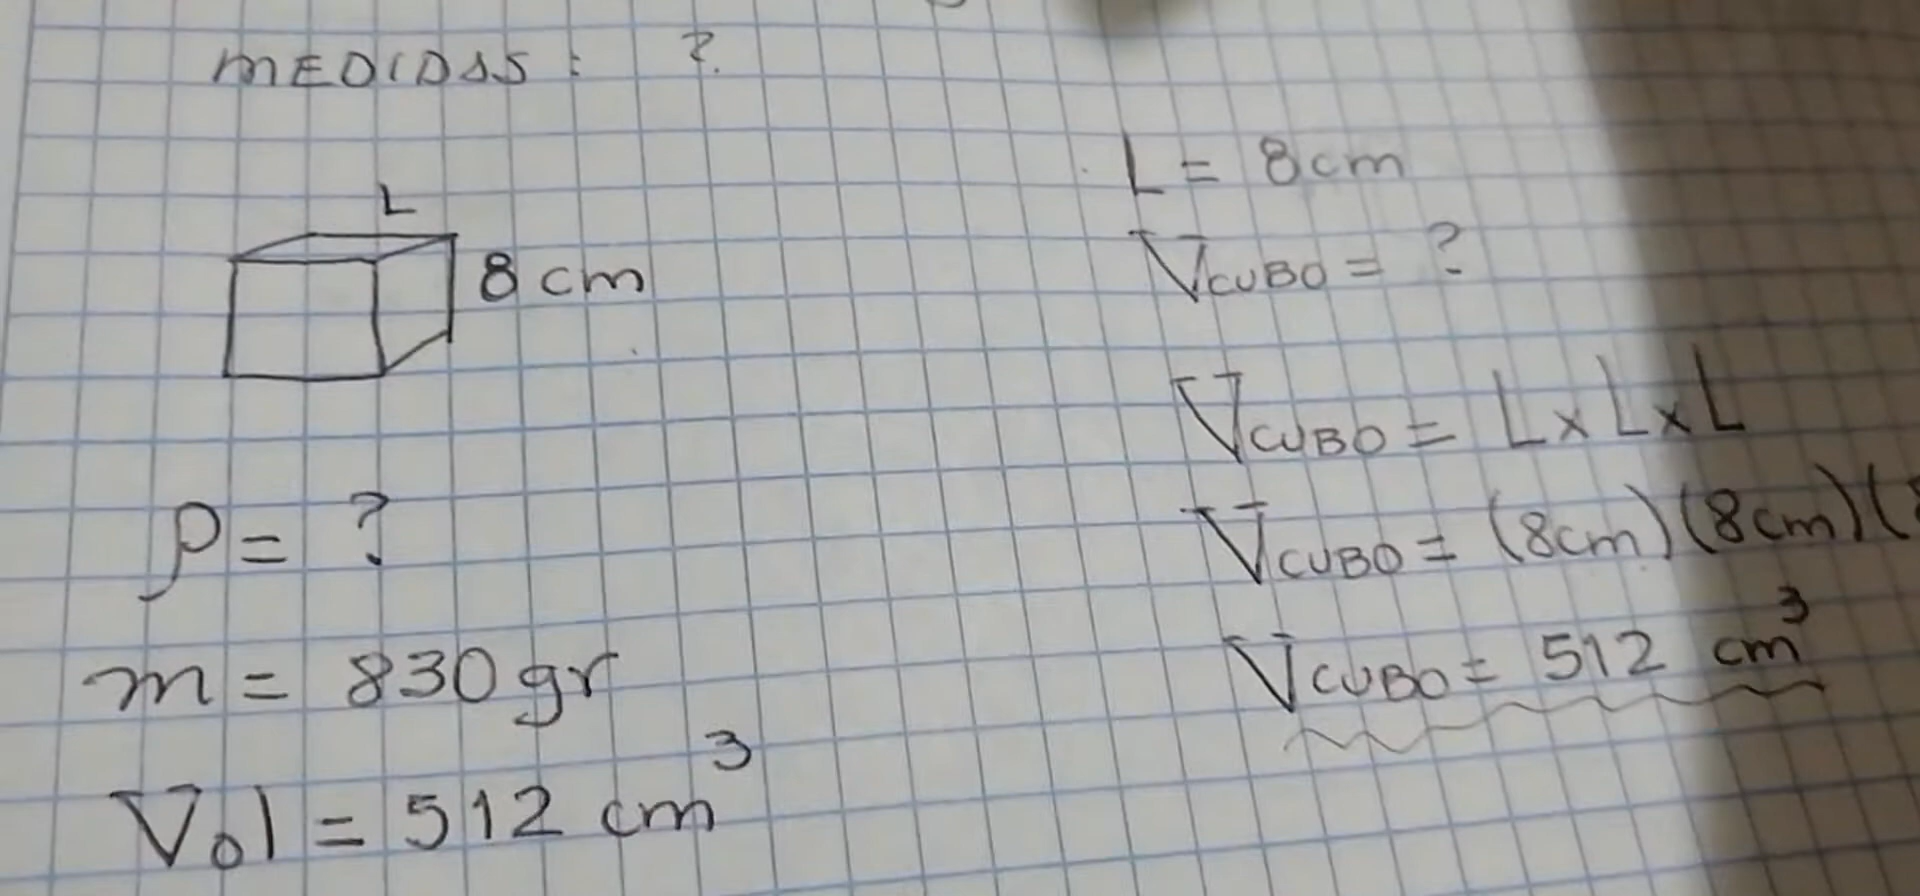 MEDIDAS : ?
L
8 cm
ρ = ?
m = 830 gr
Vol = 512 cm³
L = 8cm
VCUBO = ?
VCUBO = L x L x L
VCUBO = (8cm)(8cm)(
VCUBO = 512 cm³